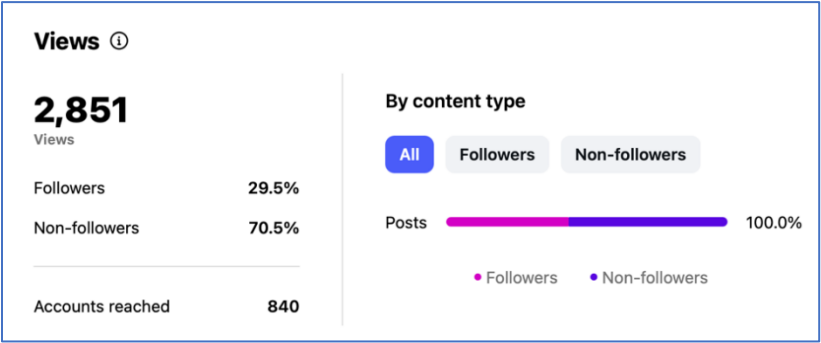 Views
2,851
Views
Followers 29.5%
Non-followers 70.5%
Accounts reached 840
By content type
All Followers Non-followers
Posts 100.0%
Followers Non-followers